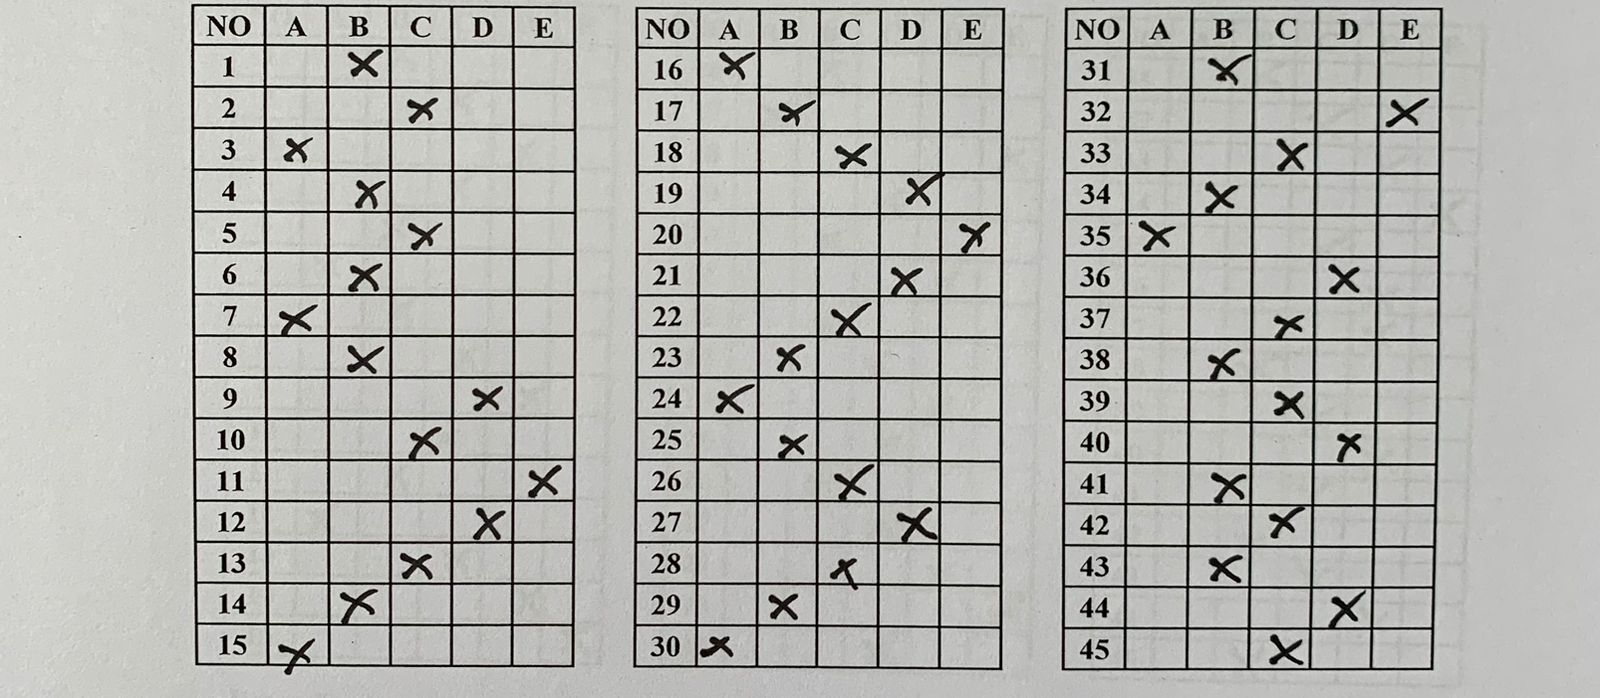 NO A B C D E
1 X
2 X
3 X
4 X
5 X
6 X
7 X
8 X
9 X
10 X
11 X
12 X
13 X
14 X
15 X
NO A B C D E
16 X
17 X
18 X
19 X
20 X
21 X
22 X
23 X
24 X
25 X
26 X
27 X
28 X
29 X
30 X
NO A B C D E
31 X
32 X
33 X
34 X
35 X
36 X
37 X
38 X
39 X
40 X
41 X
42 X
43 X
44 X
45 X